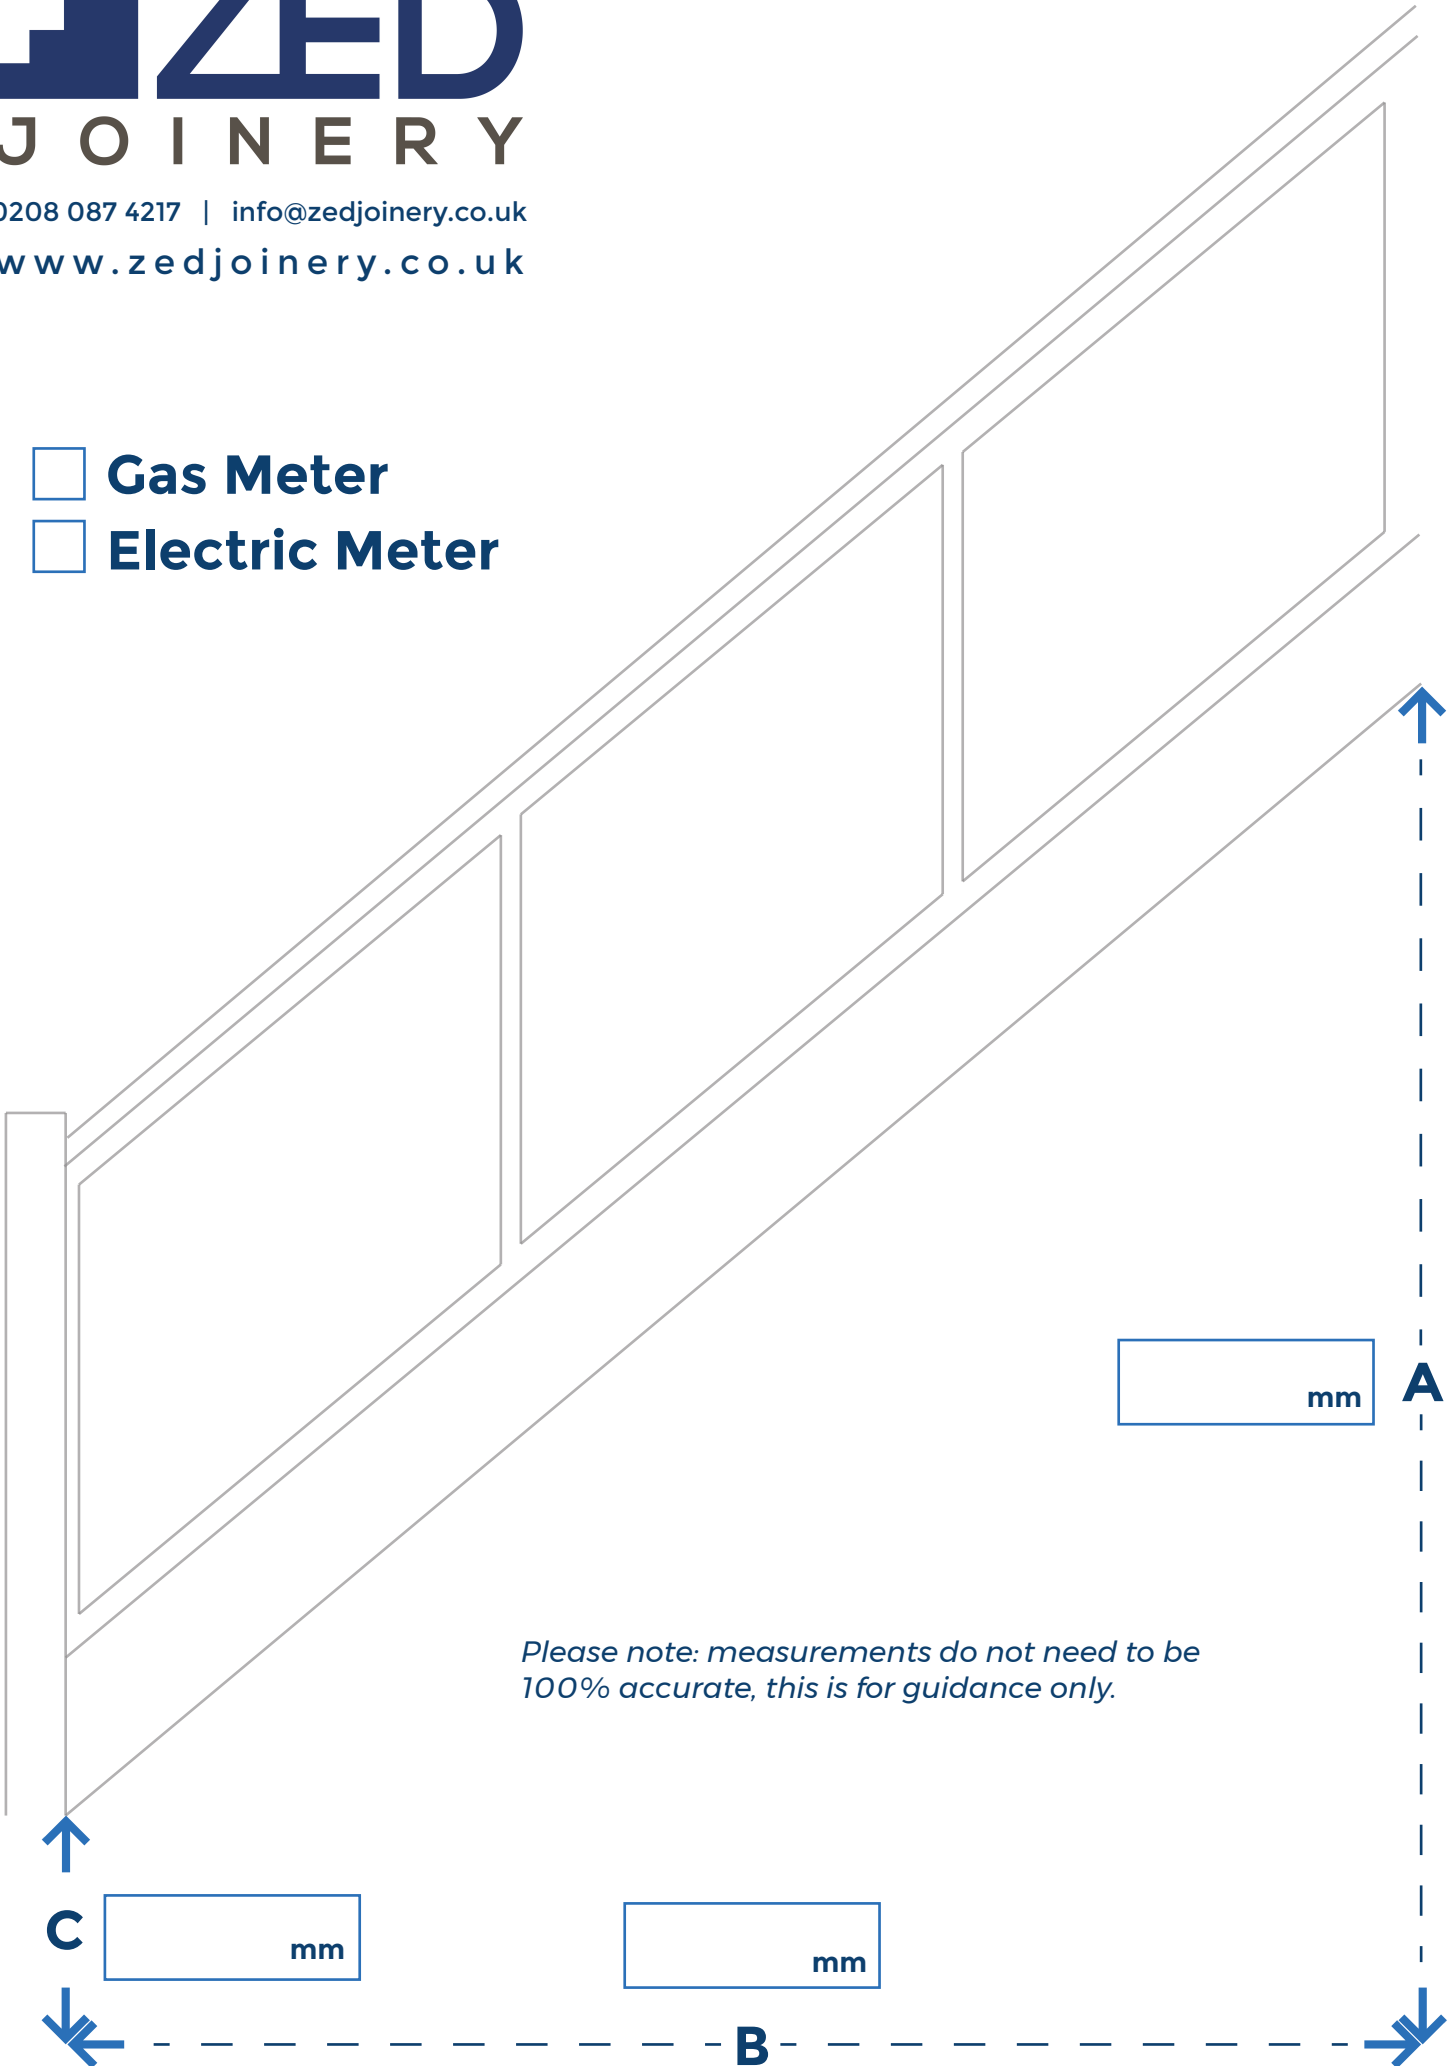 ZED
JOINERY
0208 087 4217 | info@zedjoinery.co.uk
www.zedjoinery.co.uk
Gas Meter
Electric Meter
mm A
Please note: measurements do not need to be
100% accurate, this is for guidance only.
C mm
mm
B